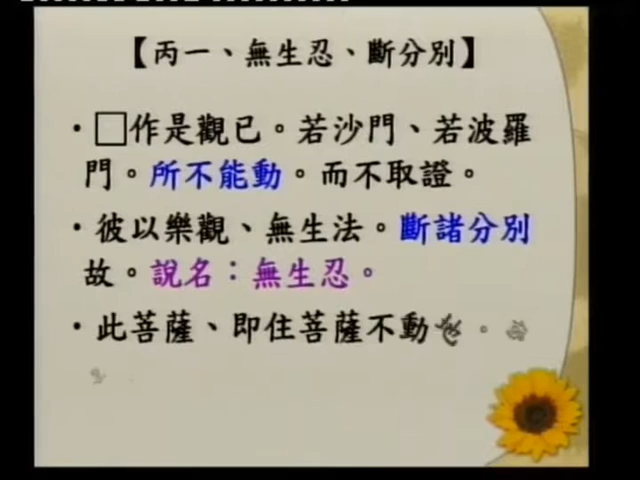 【丙一、無生忍、斷分別】
•□作是觀已。若沙門、若波羅
門。所不能動。而不取證。
•彼以樂觀、無生法。斷諸分別
故。說名：無生忍。
•此菩薩、即住菩薩不動